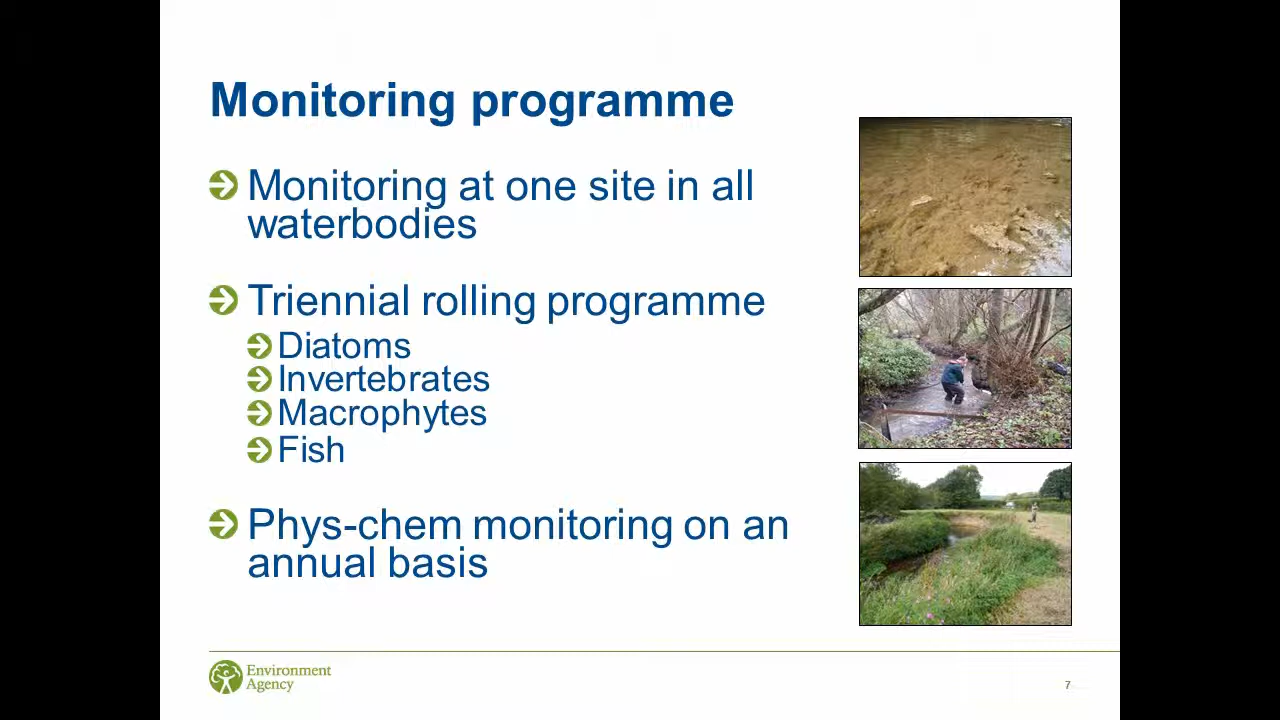 Monitoring programme
Monitoring at one site in all
waterbodies
Triennial rolling programme
Diatoms
Invertebrates
Macrophytes
Fish
Phys-chem monitoring on an
annual basis
Environment
Agency
7